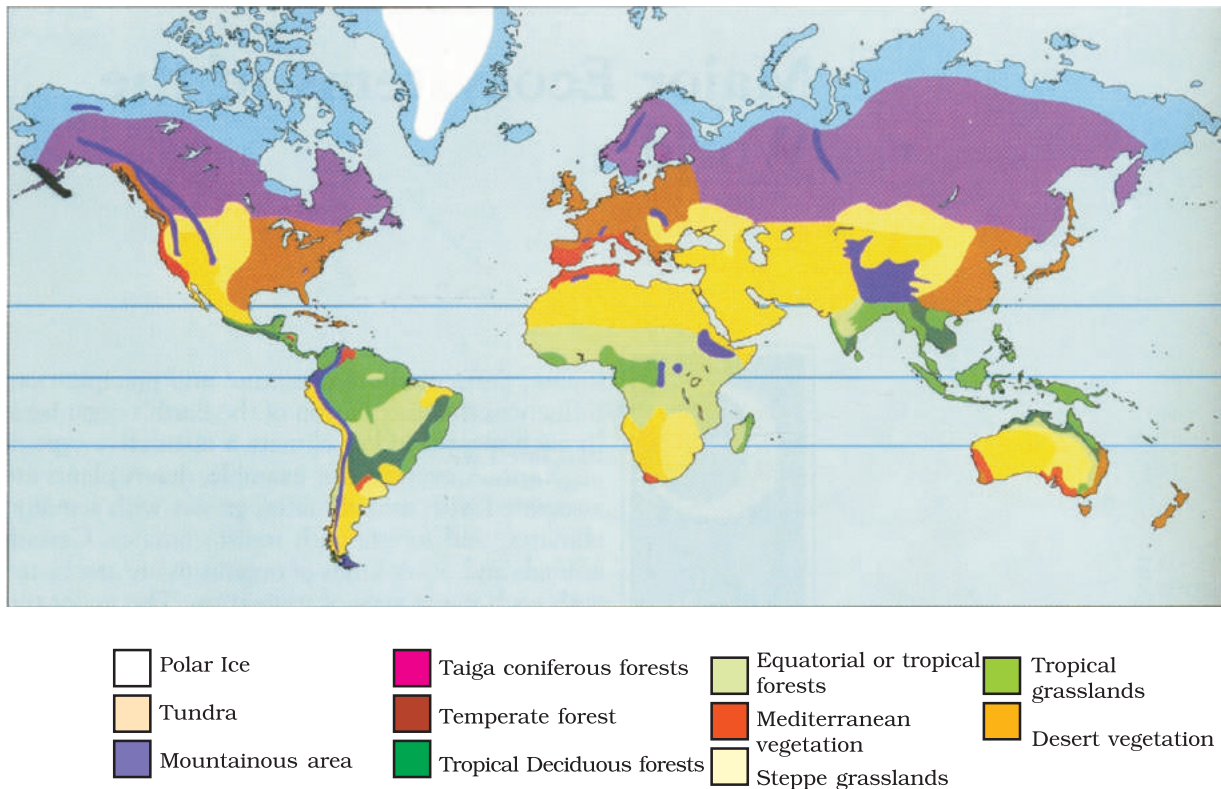 Polar Ice
Tundra
Mountainous area
Taiga coniferous forests
Temperate forest
Tropical Deciduous forests
Equatorial or tropical
forests
Mediterranean
vegetation
Steppe grasslands
Tropical
grasslands
Desert vegetation